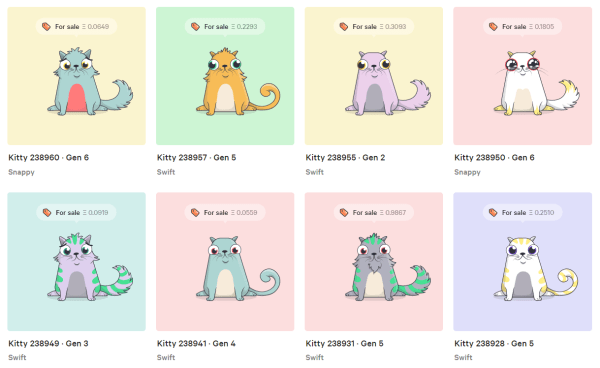 For sale Ξ 0.0649
For sale Ξ 0.2293
For sale Ξ 0.3093
For sale Ξ 0.1805
Kitty 238960 · Gen 6
Kitty 238957 · Gen 5
Kitty 238955 · Gen 2
Kitty 238950 · Gen 6
Snappy
Swift
Swift
Snappy
For sale Ξ 0.0919
For sale Ξ 0.0559
For sale Ξ 0.8867
For sale Ξ 0.2510
Kitty 238949 · Gen 3
Kitty 238941 · Gen 4
Kitty 238931 · Gen 5
Kitty 238928 · Gen 5
Swift
Swift
Swift
Swift